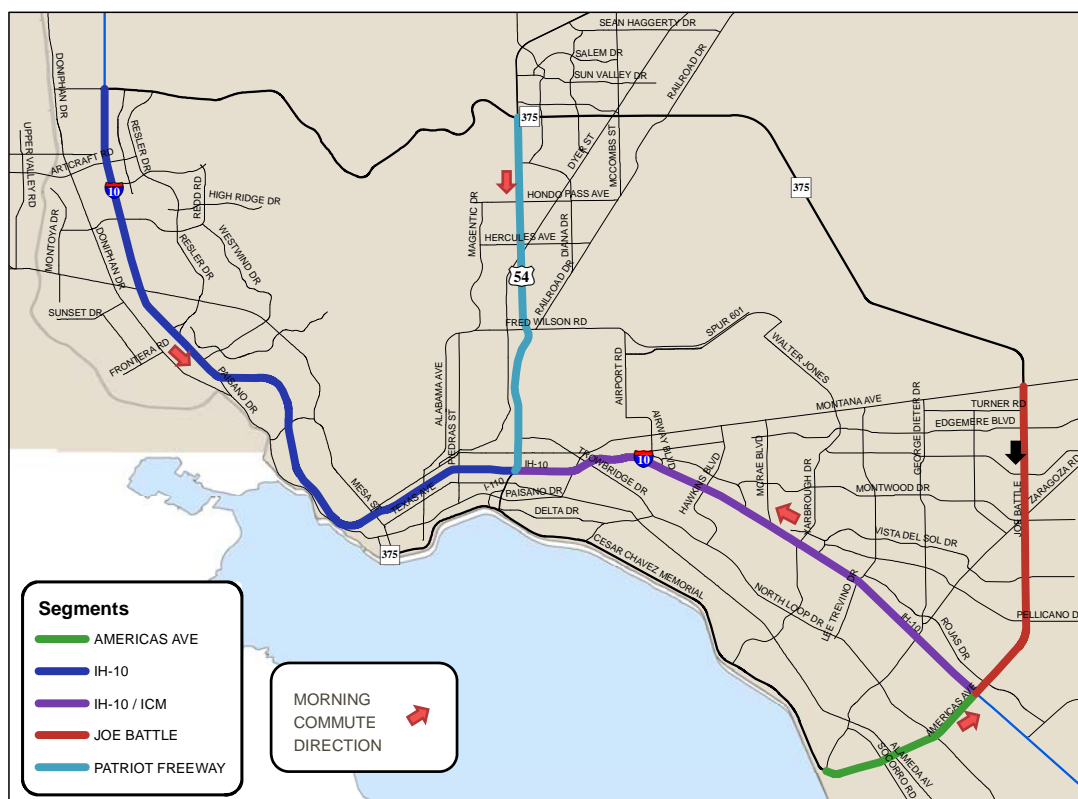 SEAN HAGGERTY DR
SALEM DR
SUN VALLEY DR
RAILROAD DR
DONIPHAN DR
375
UPPER VALLEY RD
RESLER DR
ARTCRAFT RD
DYER ST
MCCOMBS ST
10
REDD RD
HIGH RIDGE DR
HONDO PASS AVE
375
MAGENTIC DR
MONTOYA DR
DONIPHAN DR
RESLER DR
WESTWIND DR
HERCULES AVE
DIANA DR
54
RAILROAD DR
SUNSET DR
FRED WILSON RD
SPUR 601
FRONTERA RD
PAISANO DR
WALTER JONES
AIRPORT RD
ALABAMA AVE
PIEDRAS ST
MONTANA AVE
GEORGE DIETER DR
TURNER RD
EDGEMERE BLVD
AIRWAY BLVD
TROWBRIDGE DR
IH-10
10
HAWKINS BLVD
MCRAE BLVD
YARBROUGH DR
MONTWOOD DR
ZARAGOZA RD
JOE BATTLE
MESA ST
TEXAS AVE
I-110
PAISANO DR
DELTA DR
VISTA DEL SOL DR
375
CESAR CHAVEZ MEMORIAL
NORTH LOOP DR
LEE TREVINO DR
IH-10
ROJAS DR
PELLICANO D
AMERICAS AVE
ALAMEDA AV
SOCORRO RD
Segments
AMERICAS AVE
IH-10
IH-10 / ICM
JOE BATTLE
PATRIOT FREEWAY
MORNING
COMMUTE
DIRECTION